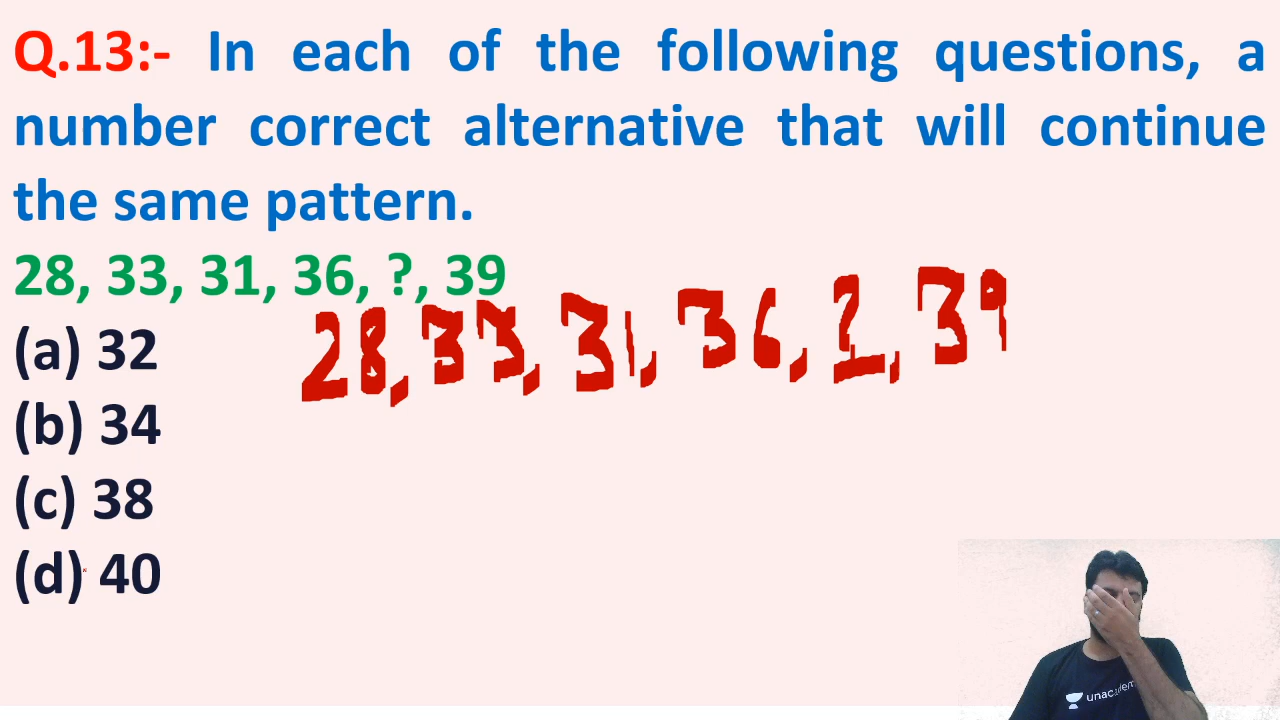 Q.13:- In each of the following questions, a
number correct alternative that will continue
the same pattern.
28, 33, 31, 36, ?, 39
28, 33, 31, 36, ?, 39
(a) 32
(b) 34
(c) 38
(d) 40
unacademy